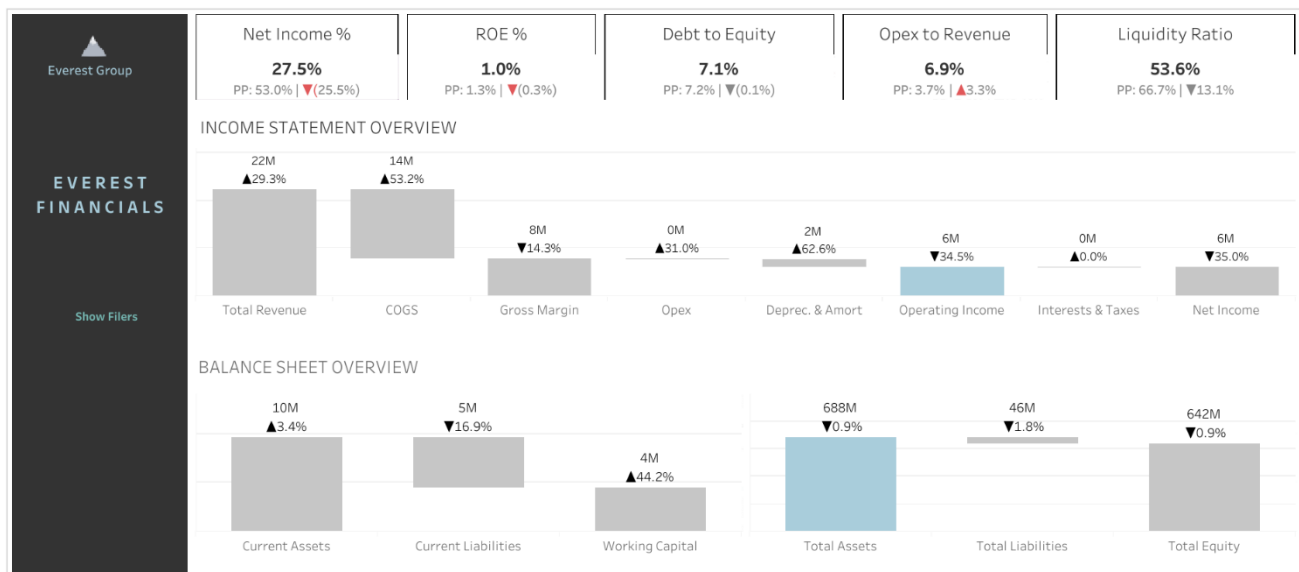 Everest Group
EVEREST
FINANCIALS
Show Filers
Net Income %
27.5%
PP: 53.0% | ▼(25.5%)
ROE %
1.0%
PP: 1.3% | ▼(0.3%)
Debt to Equity
7.1%
PP: 7.2% | ▼(0.1%)
Opex to Revenue
6.9%
PP: 3.7% | ▲3.3%
Liquidity Ratio
53.6%
PP: 66.7% | ▼13.1%
INCOME STATEMENT OVERVIEW
22M
▲29.3%
Total Revenue
14M
▲53.2%
COGS
8M
▼14.3%
Gross Margin
0M
▲31.0%
Opex
2M
▲62.6%
Deprec. & Amort
6M
▼34.5%
Operating Income
0M
▲0.0%
Interests & Taxes
6M
▼35.0%
Net Income
BALANCE SHEET OVERVIEW
10M
▲3.4%
Current Assets
5M
▼16.9%
Current Liabilities
4M
▲44.2%
Working Capital
688M
▼0.9%
Total Assets
46M
▼1.8%
Total Liabilities
642M
▼0.9%
Total Equity